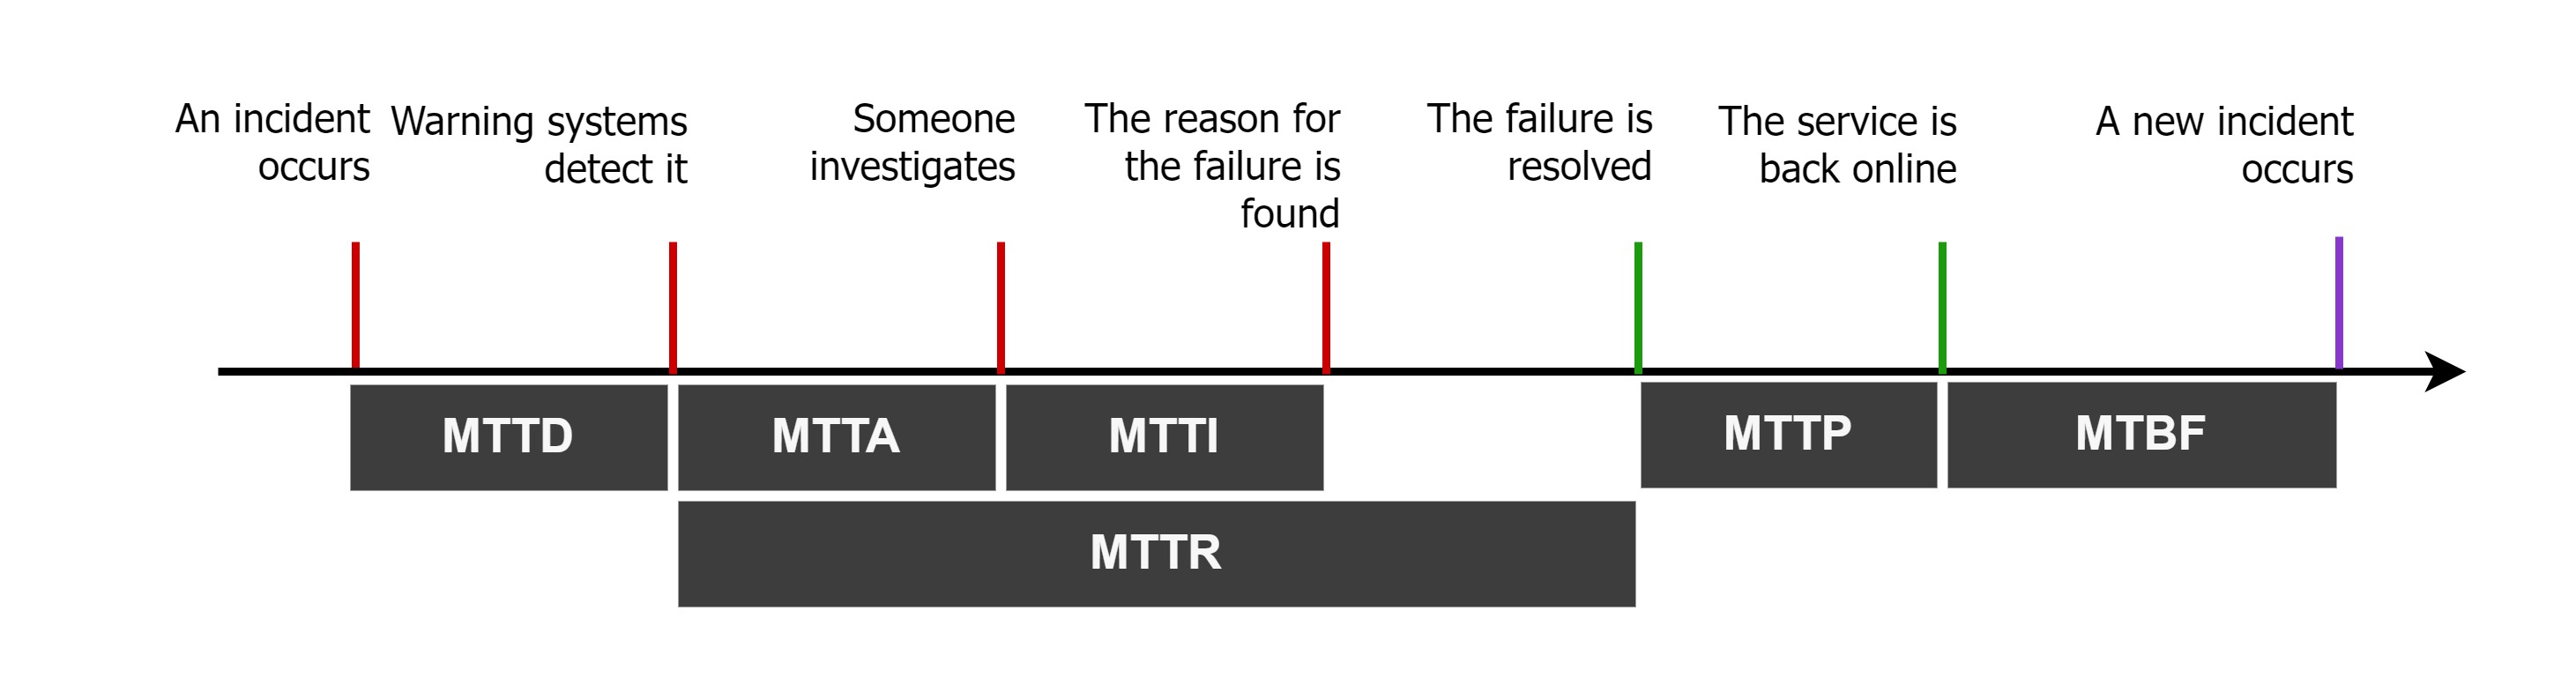 An incident
occurs
Warning systems
detect it
Someone
investigates
The reason for
the failure is
found
The failure is
resolved
The service is
back online
A new incident
occurs
MTTD
MTTA
MTTI
MTTP
MTBF
MTTR